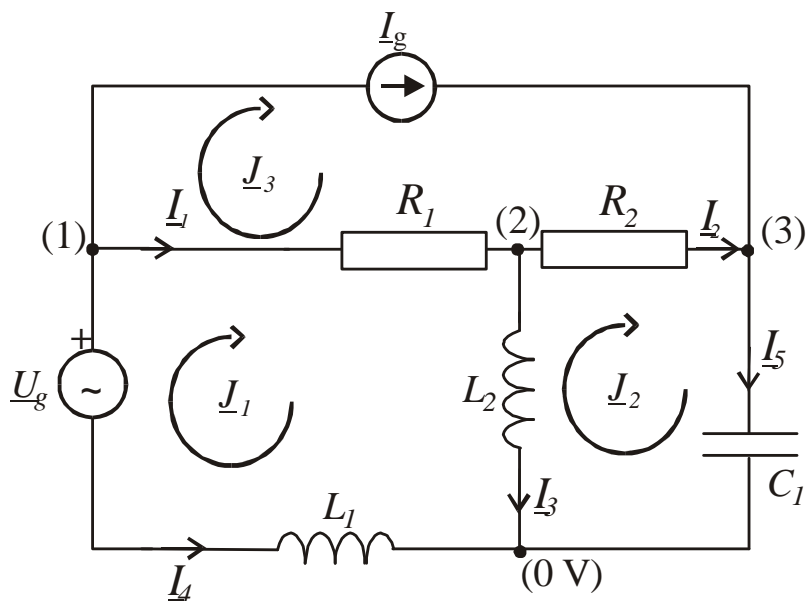 I_g
J_3
I_1
R_1
(2)
R_2
I_2
(1)
(3)
+
U_g
~
J_1
L_2
J_2
I_5
C_1
L_1
I_3
I_4
(0 V)